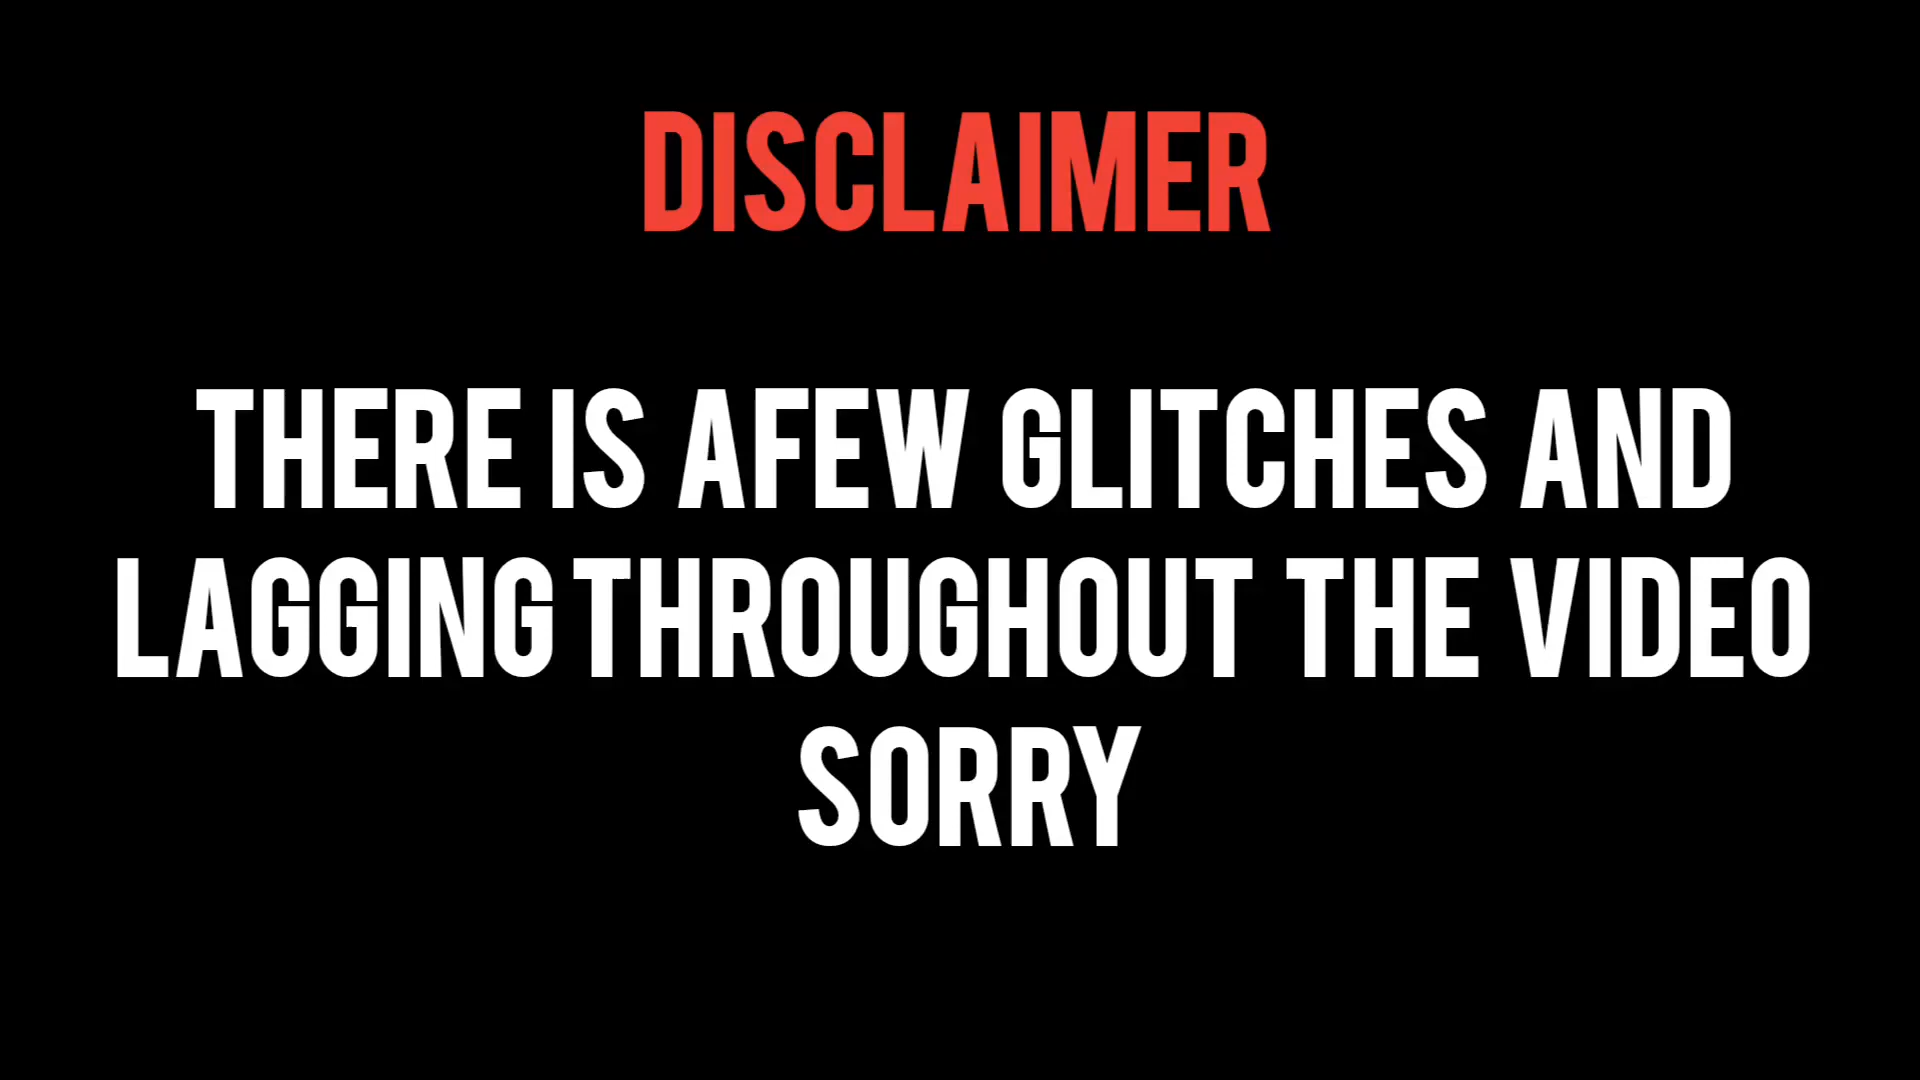 DISCLAIMER
THERE IS AFEW GLITCHES AND
LAGGING THROUGHOUT THE VIDEO
SORRY